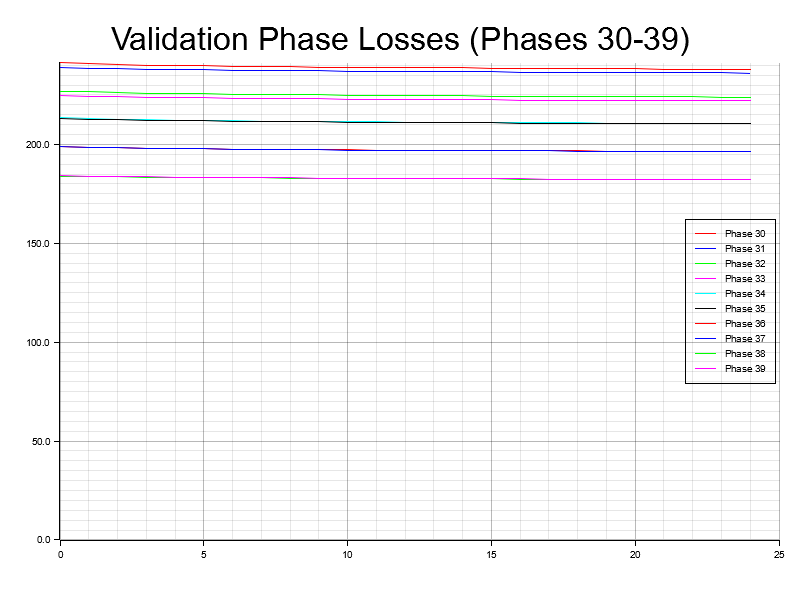 Validation Phase Losses (Phases 30-39)
200.0
150.0
100.0
50.0
0.0
0 5 10 15 20 25
Phase 30
Phase 31
Phase 32
Phase 33
Phase 34
Phase 35
Phase 36
Phase 37
Phase 38
Phase 39